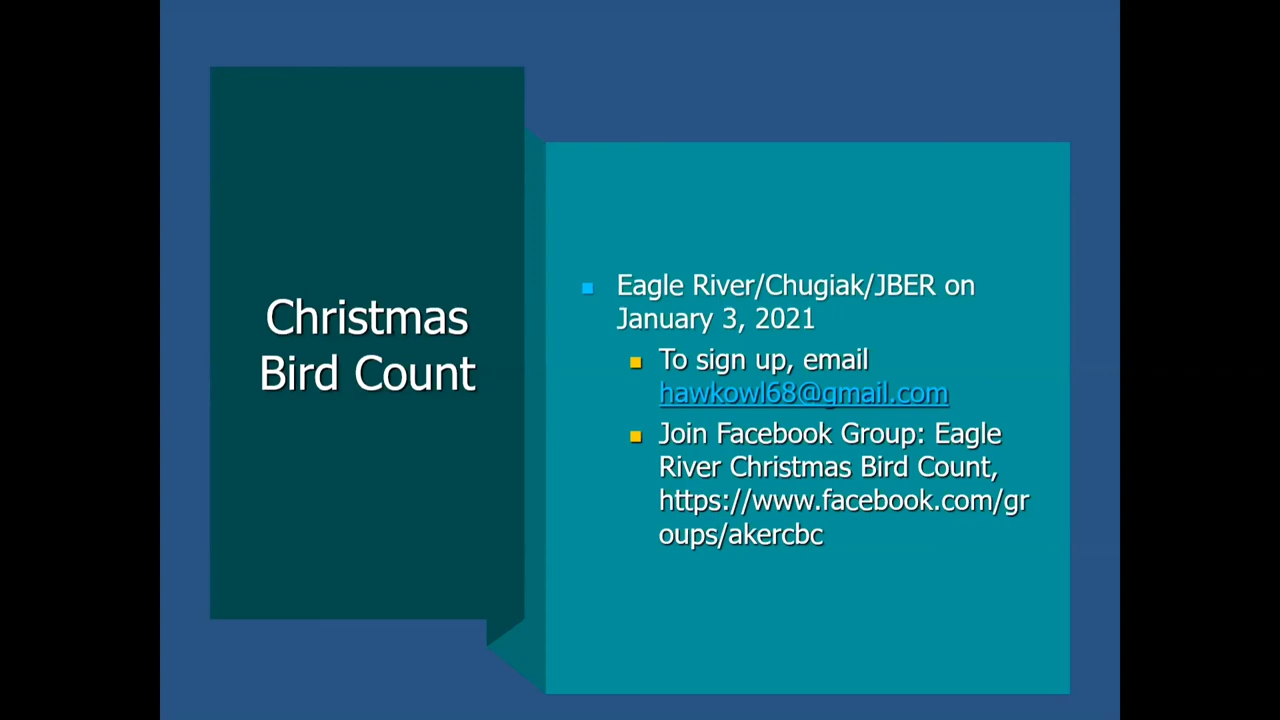 Christmas
Bird Count
Eagle River/Chugiak/JBER on
January 3, 2021
To sign up, email
hawkowl68@gmail.com
Join Facebook Group: Eagle
River Christmas Bird Count,
https://www.facebook.com/gr
oups/akercbc